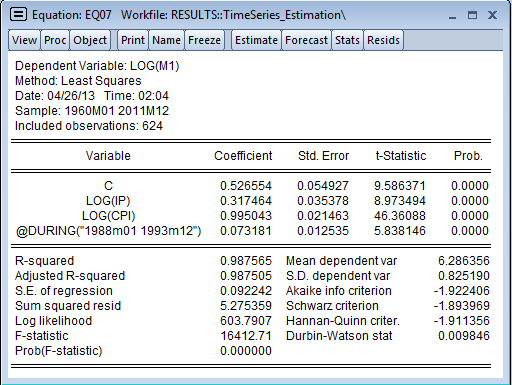 Equation: EQ07 Workfile: RESULTS::TimeSeries_Estimation\
View Proc Object Print Name Freeze Estimate Forecast Stats Resids
Dependent Variable: LOG(M1)
Method: Least Squares
Date: 04/26/13 Time: 02:04
Sample: 1960M01 2011M12
Included observations: 624
Variable Coefficient Std. Error t-Statistic Prob.
C 0.526554 0.054927 9.586371 0.0000
LOG(IP) 0.317464 0.035378 8.973494 0.0000
LOG(CPI) 0.995043 0.021463 46.36088 0.0000
@DURING("1988m01 1993m12") 0.073181 0.012535 5.838146 0.0000
R-squared 0.987565 Mean dependent var 6.286356
Adjusted R-squared 0.987505 S.D. dependent var 0.825190
S.E. of regression 0.092242 Akaike info criterion -1.922406
Sum squared resid 5.275359 Schwarz criterion -1.893969
Log likelihood 603.7907 Hannan-Quinn criter. -1.911356
F-statistic 16412.71 Durbin-Watson stat 0.009846
Prob(F-statistic) 0.000000